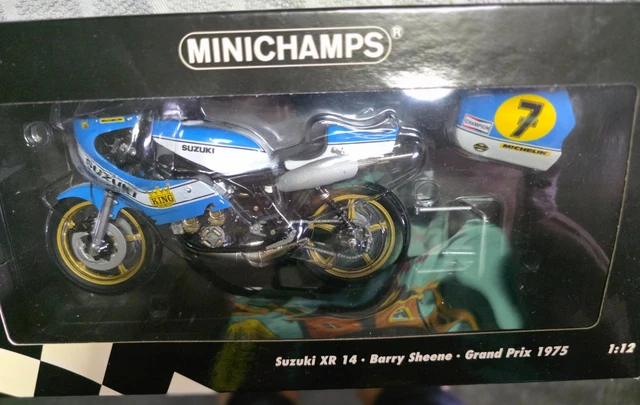 MINICHAMPS®
7
CHAMPION
MICHELIN
SUZUKI
SUZUKI
KING
Suzuki XR 14 · Barry Sheene · Grand Prix 1975
1:12